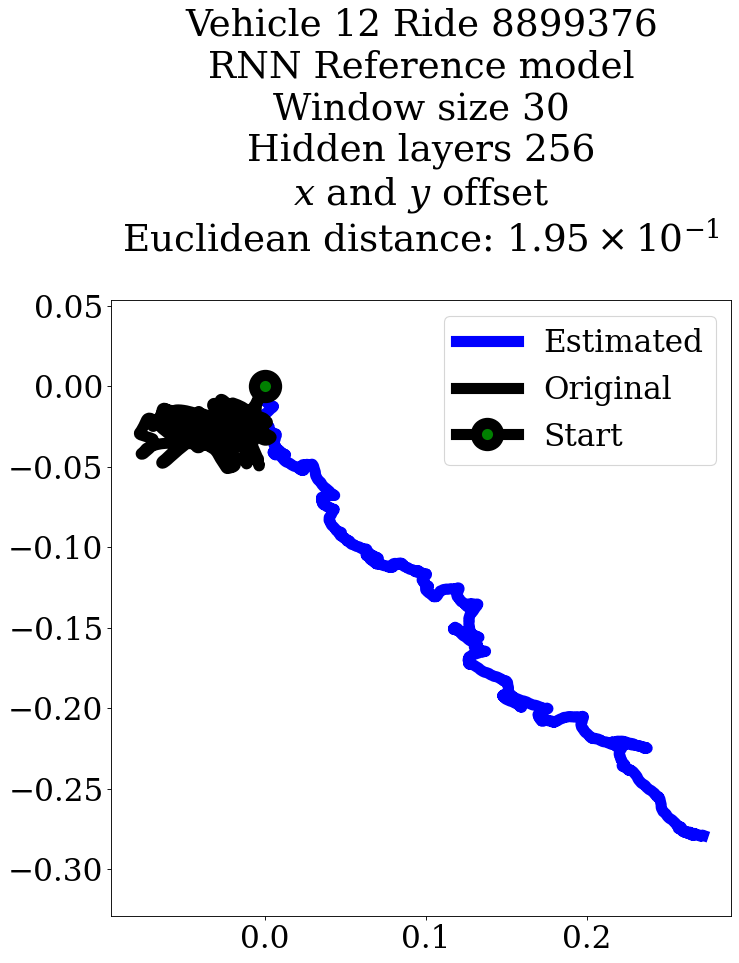 Vehicle 12 Ride 8899376
RNN Reference model
Window size 30
Hidden layers 256
x and y offset
Euclidean distance: 1.95 × 10⁻¹
0.05
0.00
−0.05
−0.10
−0.15
−0.20
−0.25
−0.30
Estimated
Original
Start
0.0 0.1 0.2